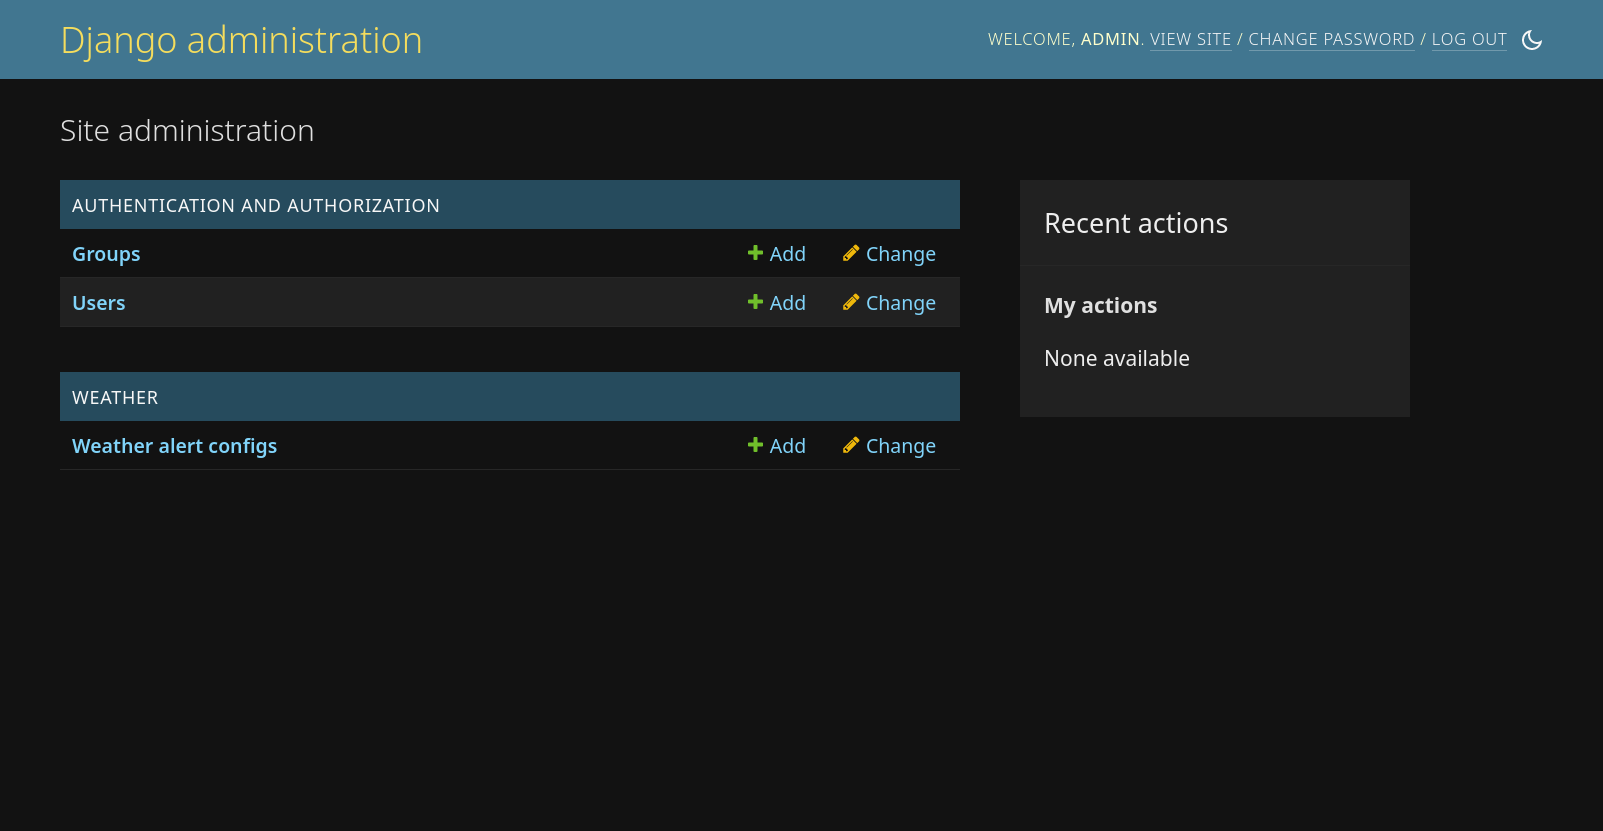 Django administration
WELCOME, ADMIN. VIEW SITE / CHANGE PASSWORD / LOG OUT
Site administration
AUTHENTICATION AND AUTHORIZATION
Groups Add Change
Users Add Change
WEATHER
Weather alert configs Add Change
Recent actions
My actions
None available